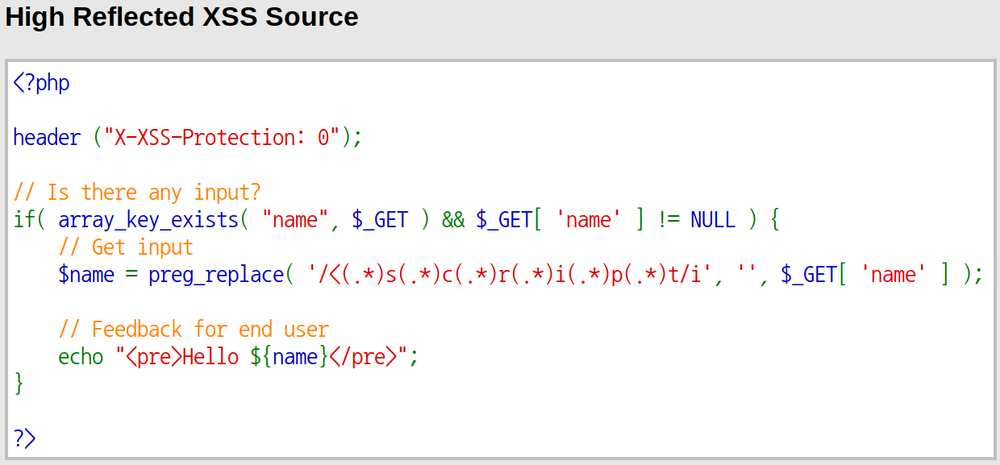 High Reflected XSS Source
<?php
header ("X-XSS-Protection: 0");
// Is there any input?
if( array_key_exists( "name", $_GET ) && $_GET[ 'name' ] != NULL ) {
// Get input
$name = preg_replace( '/<(.*)s(.*)c(.*)r(.*)i(.*)p(.*)t/i', '', $_GET[ 'name' ] );
// Feedback for end user
echo "<pre>Hello ${name}</pre>";
}
?>